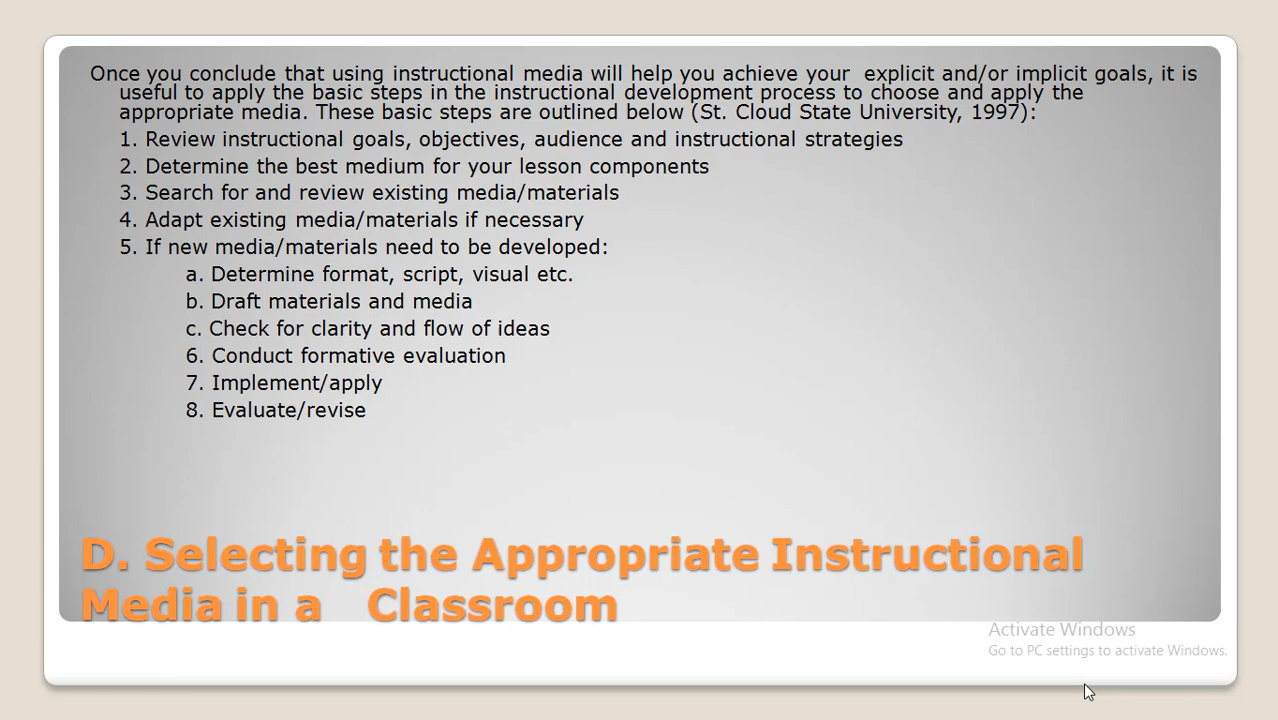 Once you conclude that using instructional media will help you achieve your  explicit and/or implicit goals, it is
useful to apply the basic steps in the instructional development process to choose and apply the
appropriate media. These basic steps are outlined below (St. Cloud State University, 1997):
1. Review instructional goals, objectives, audience and instructional strategies
2. Determine the best medium for your lesson components
3. Search for and review existing media/materials
4. Adapt existing media/materials if necessary
5. If new media/materials need to be developed:
a. Determine format, script, visual etc.
b. Draft materials and media
c. Check for clarity and flow of ideas
6. Conduct formative evaluation
7. Implement/apply
8. Evaluate/revise
D. Selecting the Appropriate Instructional
Media in a   Classroom
Activate Windows
Go to PC settings to activate Windows.